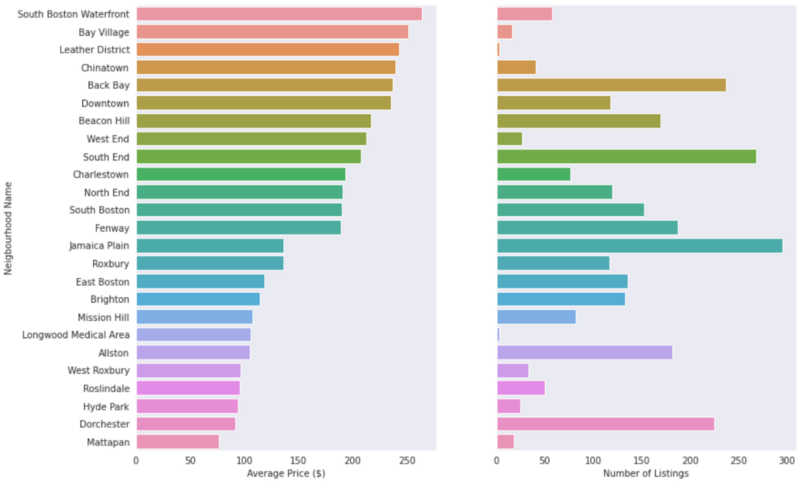 South Boston Waterfront
Bay Village
Leather District
Chinatown
Back Bay
Downtown
Beacon Hill
West End
South End
Charlestown
North End
South Boston
Fenway
Jamaica Plain
Roxbury
East Boston
Brighton
Mission Hill
Longwood Medical Area
Allston
West Roxbury
Roslindale
Hyde Park
Dorchester
Mattapan
Neigbourhood Name
0 50 100 150 200 250
Average Price ($)
0 50 100 150 200 250 300
Number of Listings